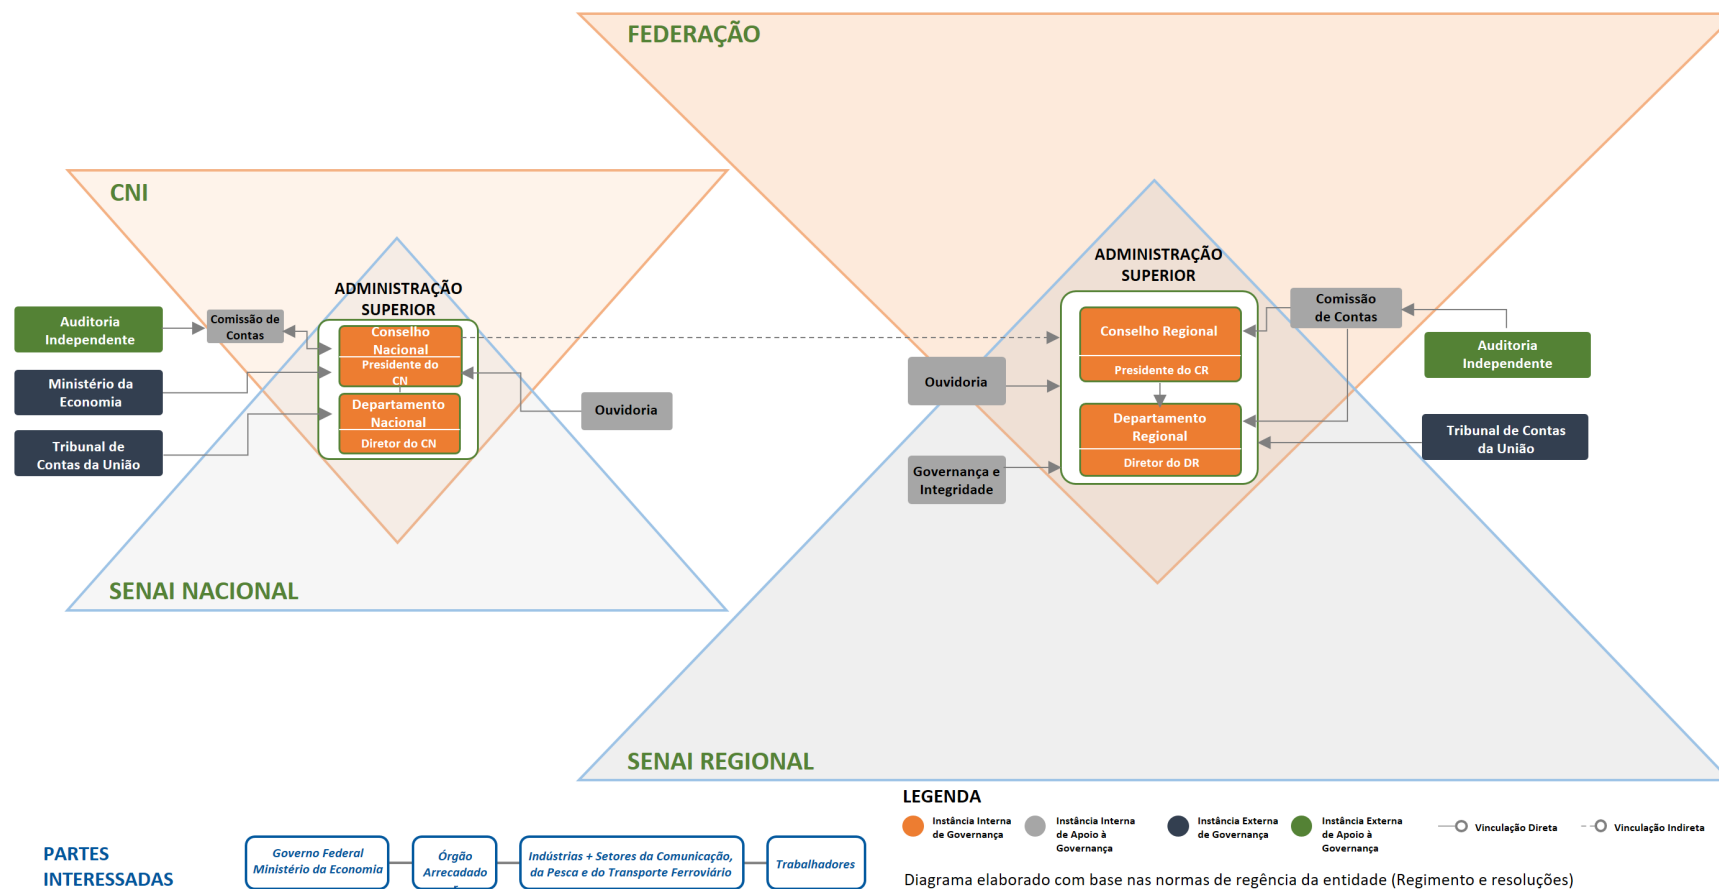 FEDERAÇÃO
CNI
ADMINISTRAÇÃO
SUPERIOR
Auditoria
Independente
Comissão de
Contas
Conselho
Nacional
Presidente do
CN
Ministério da
Economia
Departamento
Nacional
Diretor do CN
Ouvidoria
Tribunal de
Contas da União
SENAI NACIONAL
ADMINISTRAÇÃO
SUPERIOR
Conselho Regional
Presidente do CR
Comissão
de Contas
Auditoria
Independente
Ouvidoria
Departamento
Regional
Diretor do DR
Tribunal de Contas
da União
Governança e
Integridade
SENAI REGIONAL
LEGENDA
Instância Interna
de Governança
Instância Interna
de Apoio à
Governança
Instância Externa
de Governança
Instância Externa
de Apoio à
Governança
Vinculação Direta
Vinculação Indireta
PARTES
INTERESSADAS
Governo Federal
Ministério da Economia
Órgão
Arrecadado
Indústrias + Setores da Comunicação,
da Pesca e do Transporte Ferroviário
Trabalhadores
Diagrama elaborado com base nas normas de regência da entidade (Regimento e resoluções)